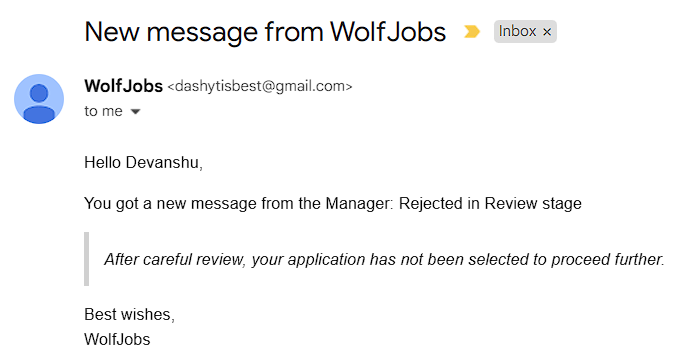 New message from WolfJobs Inbox ×
WolfJobs <dashytisbest@gmail.com>
to me
Hello Devanshu,
You got a new message from the Manager: Rejected in Review stage
After careful review, your application has not been selected to proceed further.
Best wishes,
WolfJobs